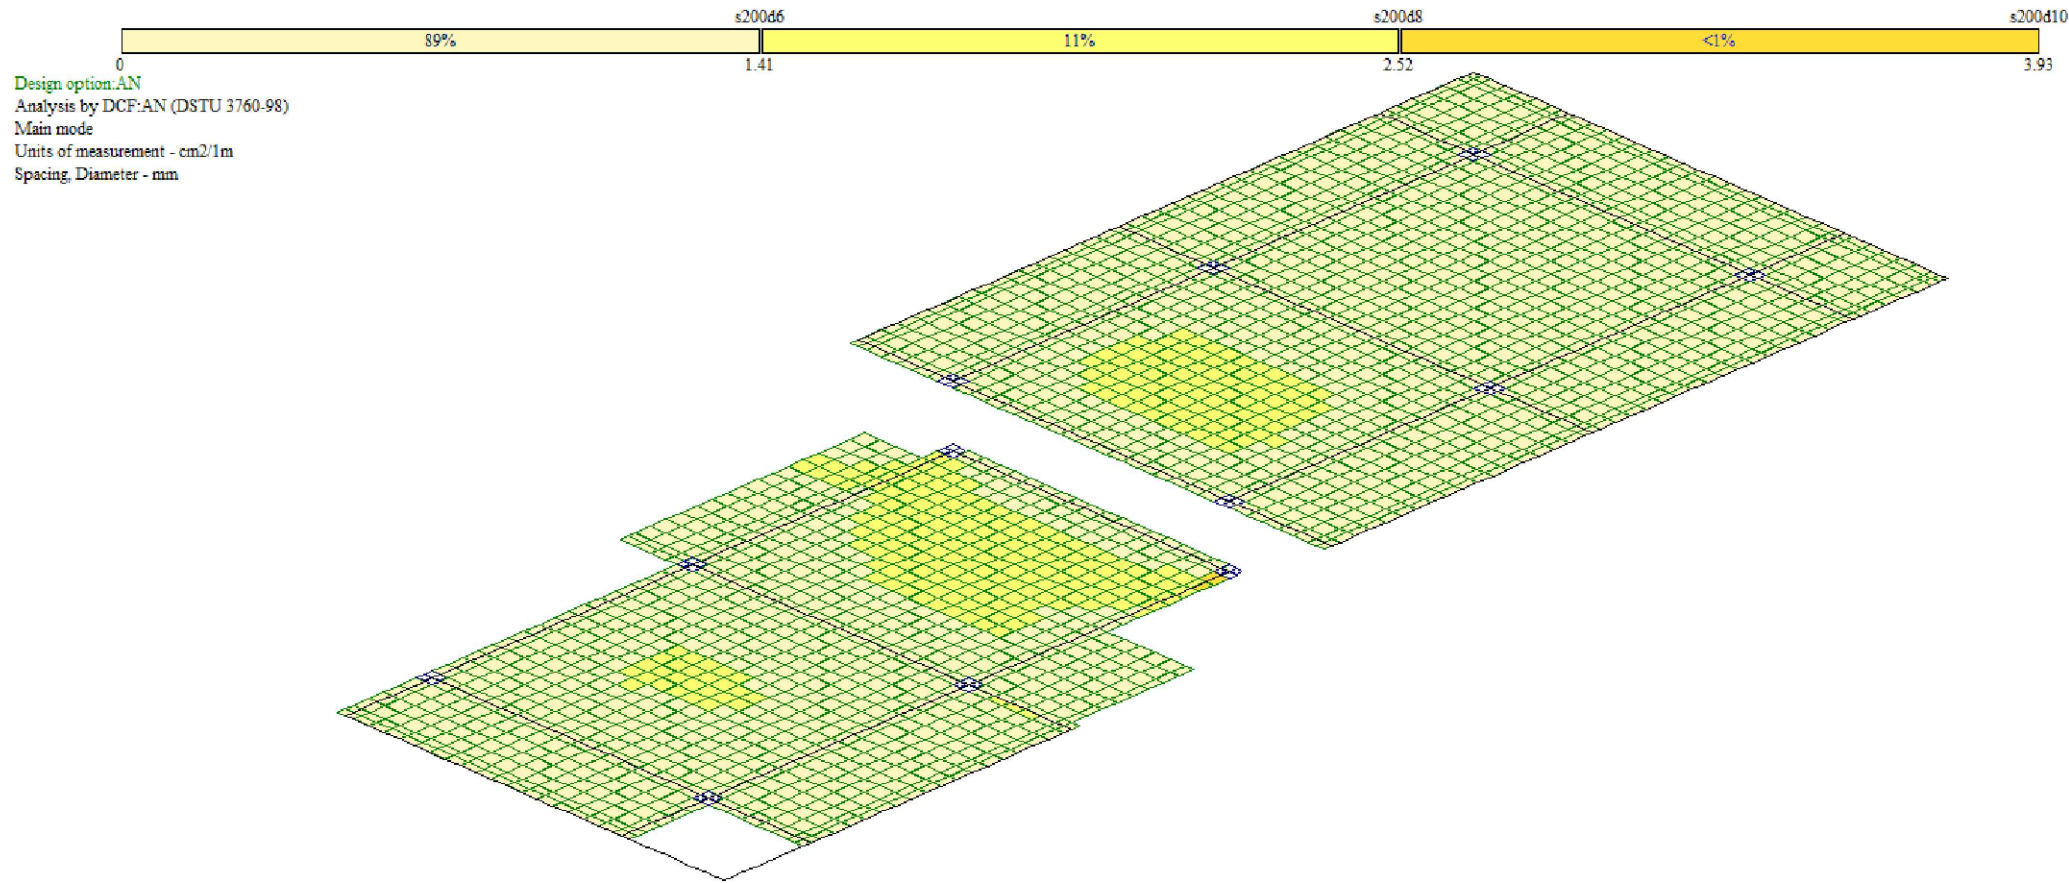 s200d6 s200d8 s200d10
89% 11% <1%
0 1.41 2.52 3.93
Design option:AN
Analysis by DCF:AN (DSTU 3760-98)
Main mode
Units of measurement - cm2/1m
Spacing, Diameter - mm